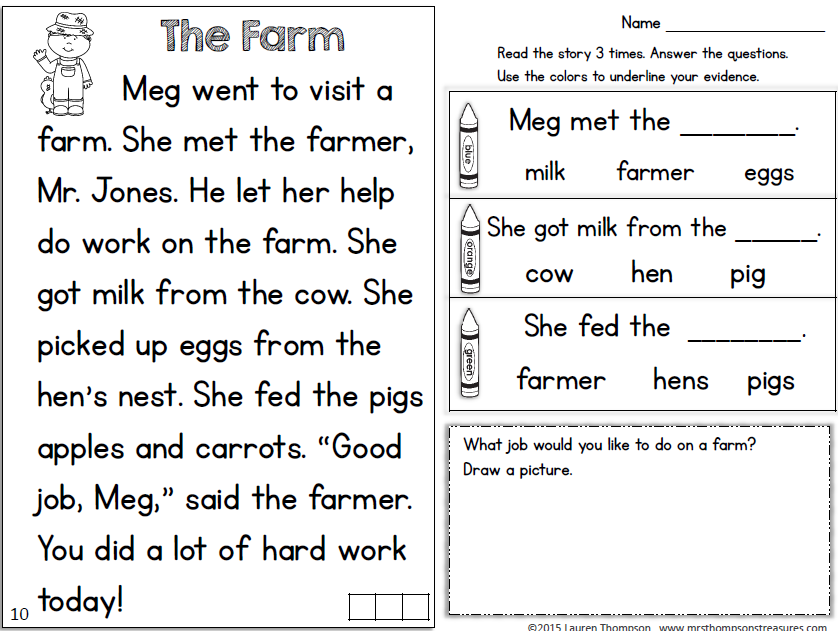 The Farm
Meg went to visit a
farm. She met the farmer,
Mr. Jones. He let her help
do work on the farm. She
got milk from the cow. She
picked up eggs from the
hen's nest. She fed the pigs
apples and carrots. “Good
job, Meg,” said the farmer.
You did a lot of hard work
today!
10
Name ____________________
Read the story 3 times. Answer the questions.
Use the colors to underline your evidence.
blue
Meg met the ________.
milk farmer eggs
orange
She got milk from the ______.
cow hen pig
green
She fed the ________.
farmer hens pigs
What job would you like to do on a farm?
Draw a picture.
©2015 Lauren Thompson www.mrsthompsonstreasures.com